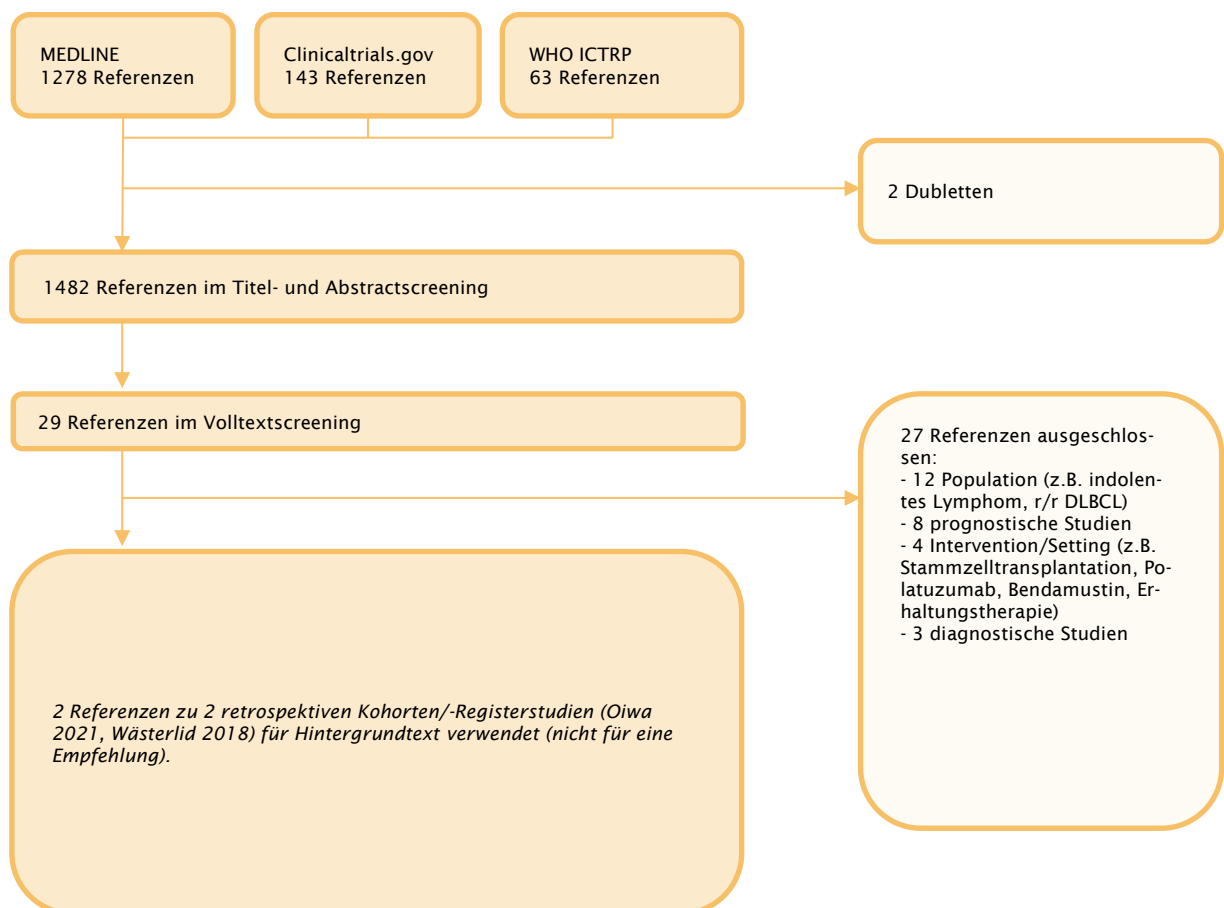 MEDLINE
1278 Referenzen
Clinicaltrials.gov
143 Referenzen
WHO ICTRP
63 Referenzen
2 Dubletten
1482 Referenzen im Titel- und Abstractscreening
29 Referenzen im Volltextscreening
27 Referenzen ausgeschlos-
sen:
- 12 Population (z.B. indolen-
tes Lymphom, r/r DLBCL)
- 8 prognostische Studien
- 4 Intervention/Setting (z.B.
Stammzelltransplantation, Po-
latuzumab, Bendamustin, Er-
haltungstherapie)
- 3 diagnostische Studien
2 Referenzen zu 2 retrospektiven Kohorten/-Registerstudien (Oiwa
2021, Wästerlid 2018) für Hintergrundtext verwendet (nicht für eine
Empfehlung).